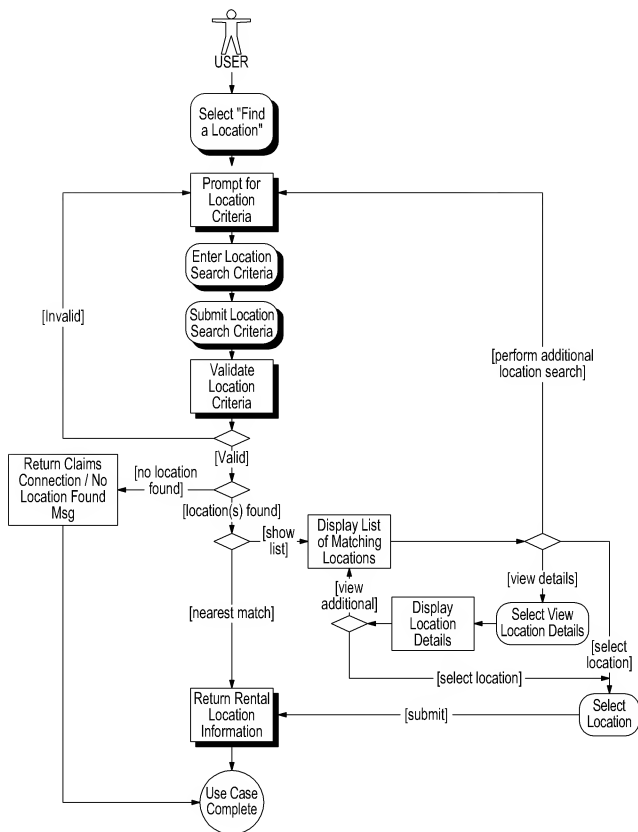 USER
Select "Find
a Location"
Prompt for
Location
Criteria
Enter Location
Search Criteria
[Invalid]
Submit Location
Search Criteria
[perform additional
location search]
Validate
Location
Criteria
[Valid]
Return Claims
Connection / No
Location Found
Msg
[no location
found]
[location(s) found]
[show
list]
Display List
of Matching
Locations
[view details]
[view
additional]
Display
Location
Details
Select View
Location Details
[nearest match]
[select
location]
[select location]
Return Rental
Location
Information
[submit]
Select
Location
Use Case
Complete